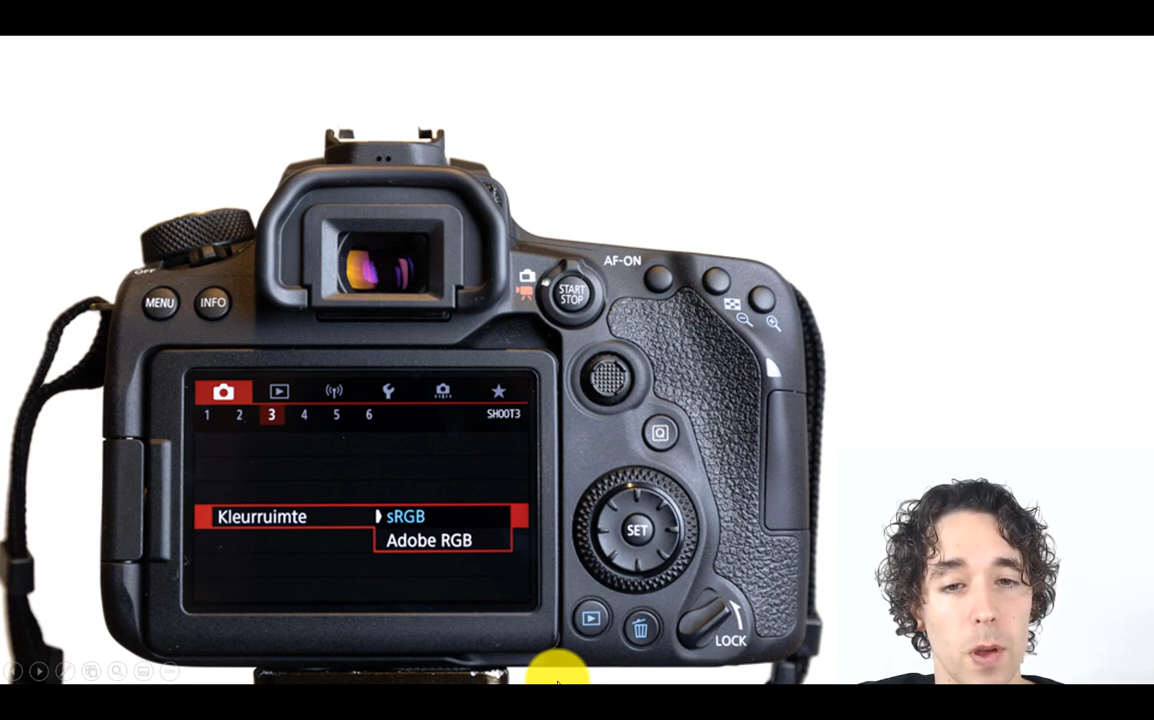 OFF
AF-ON
MENU
INFO
START
STOP
1 2 3 4 5 6 SHOOT3
Kleurruimte sRGB
Adobe RGB
Q
SET
LOCK